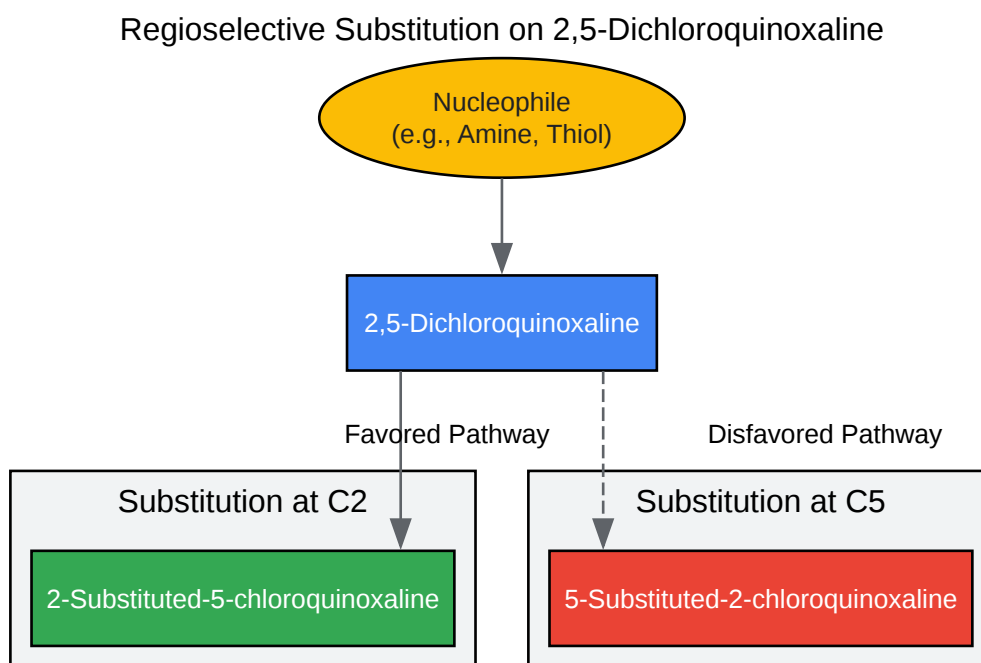 Regioselective Substitution on 2,5-Dichloroquinoxaline
Nucleophile
(e.g., Amine, Thiol)
2,5-Dichloroquinoxaline
Favored Pathway
Disfavored Pathway
Substitution at C2
Substitution at C5
2-Substituted-5-chloroquinoxaline
5-Substituted-2-chloroquinoxaline